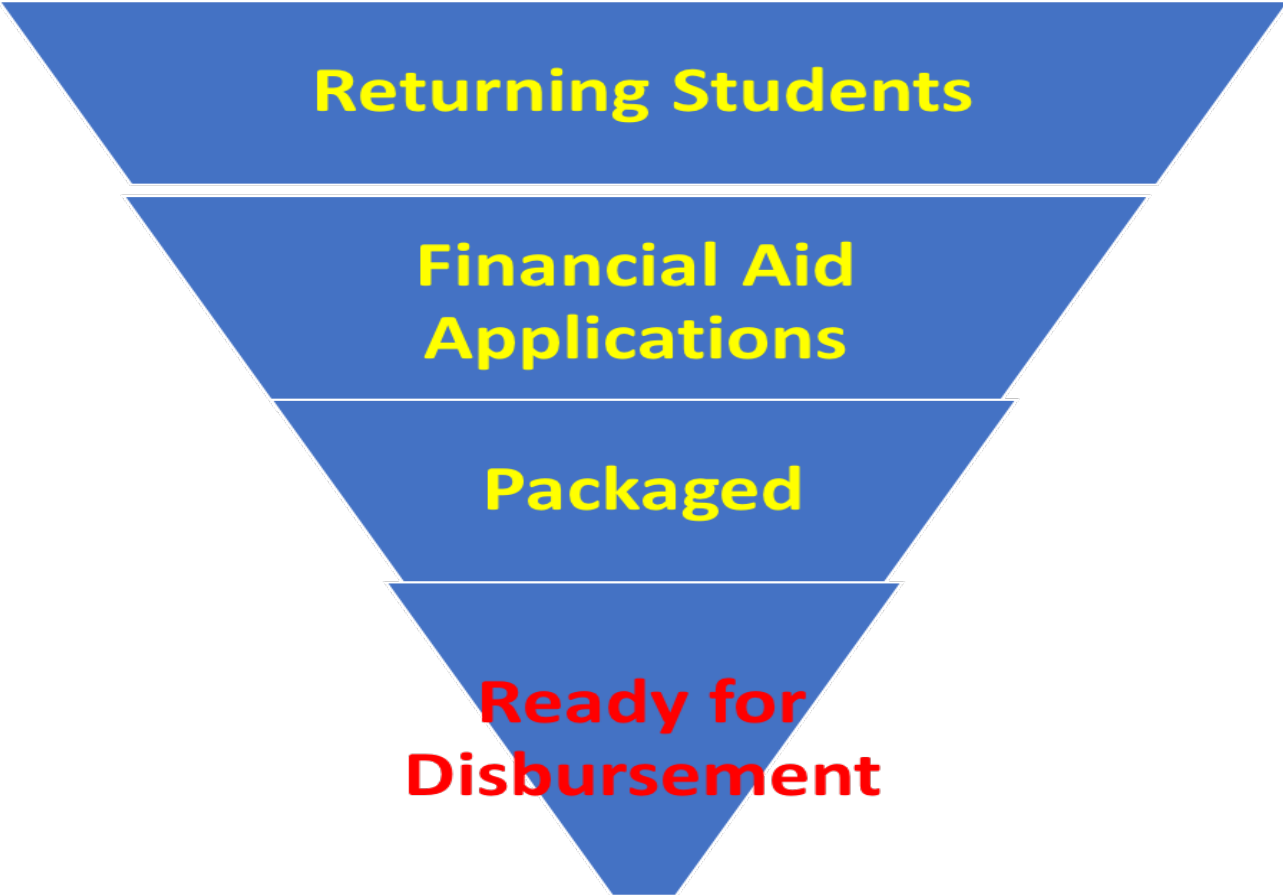 Returning Students
Financial Aid
Applications
Packaged
Ready for
Disbursement